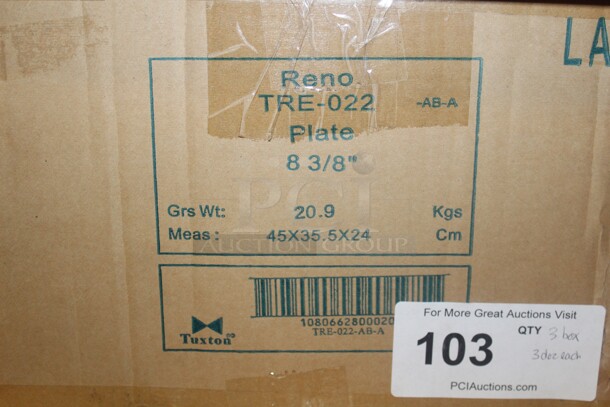 LA
Reno
TRE-022 -AB-A
Plate
8 3/8"
PCI
AUCTION GROUP
Grs Wt: 20.9 Kgs
Meas : 45X35.5X24 Cm
1080662800020
TRE-022-AB-A
Tuxton
For More Great Auctions Visit
103
QTY 3 box
3 doz each
PCIAuctions.com